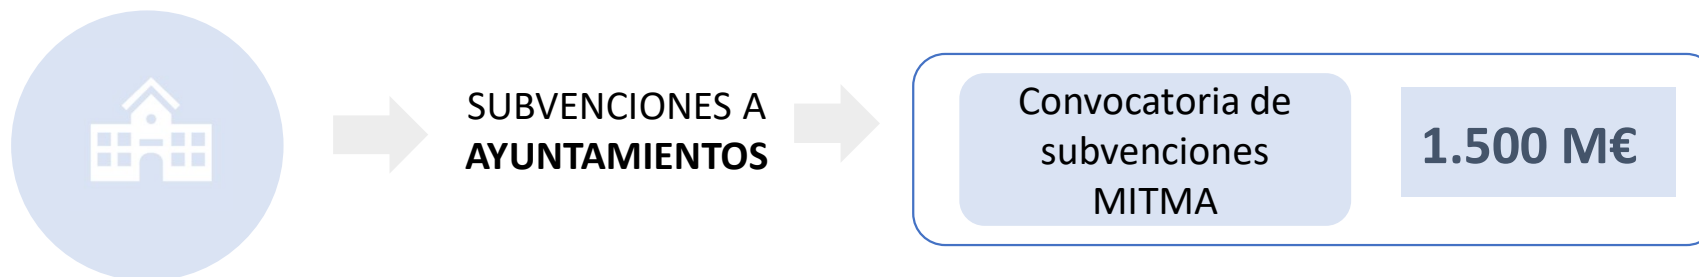 SUBVENCIONES A
AYUNTAMIENTOS
Convocatoria de
subvenciones
MITMA
1.500 M€